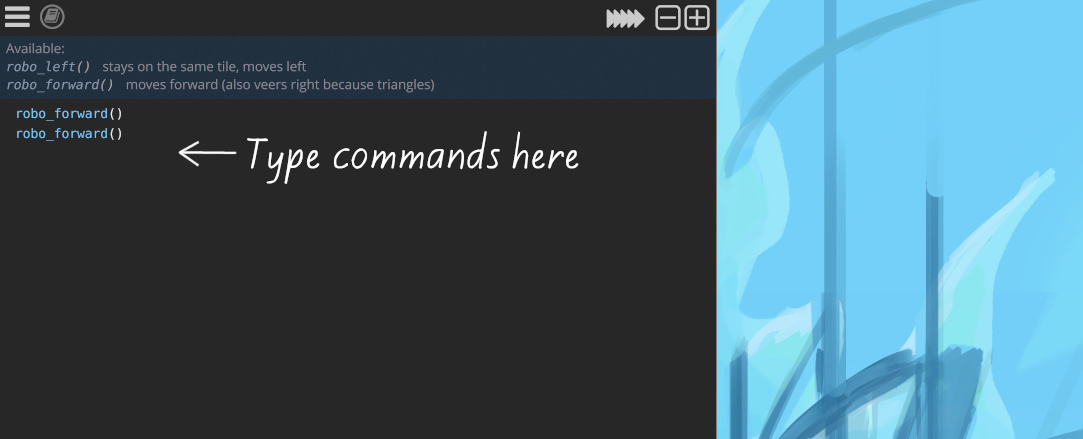 Available:
robo_left() stays on the same tile, moves left
robo_forward() moves forward (also veers right because triangles)
robo_forward()
robo_forward()
Type commands here